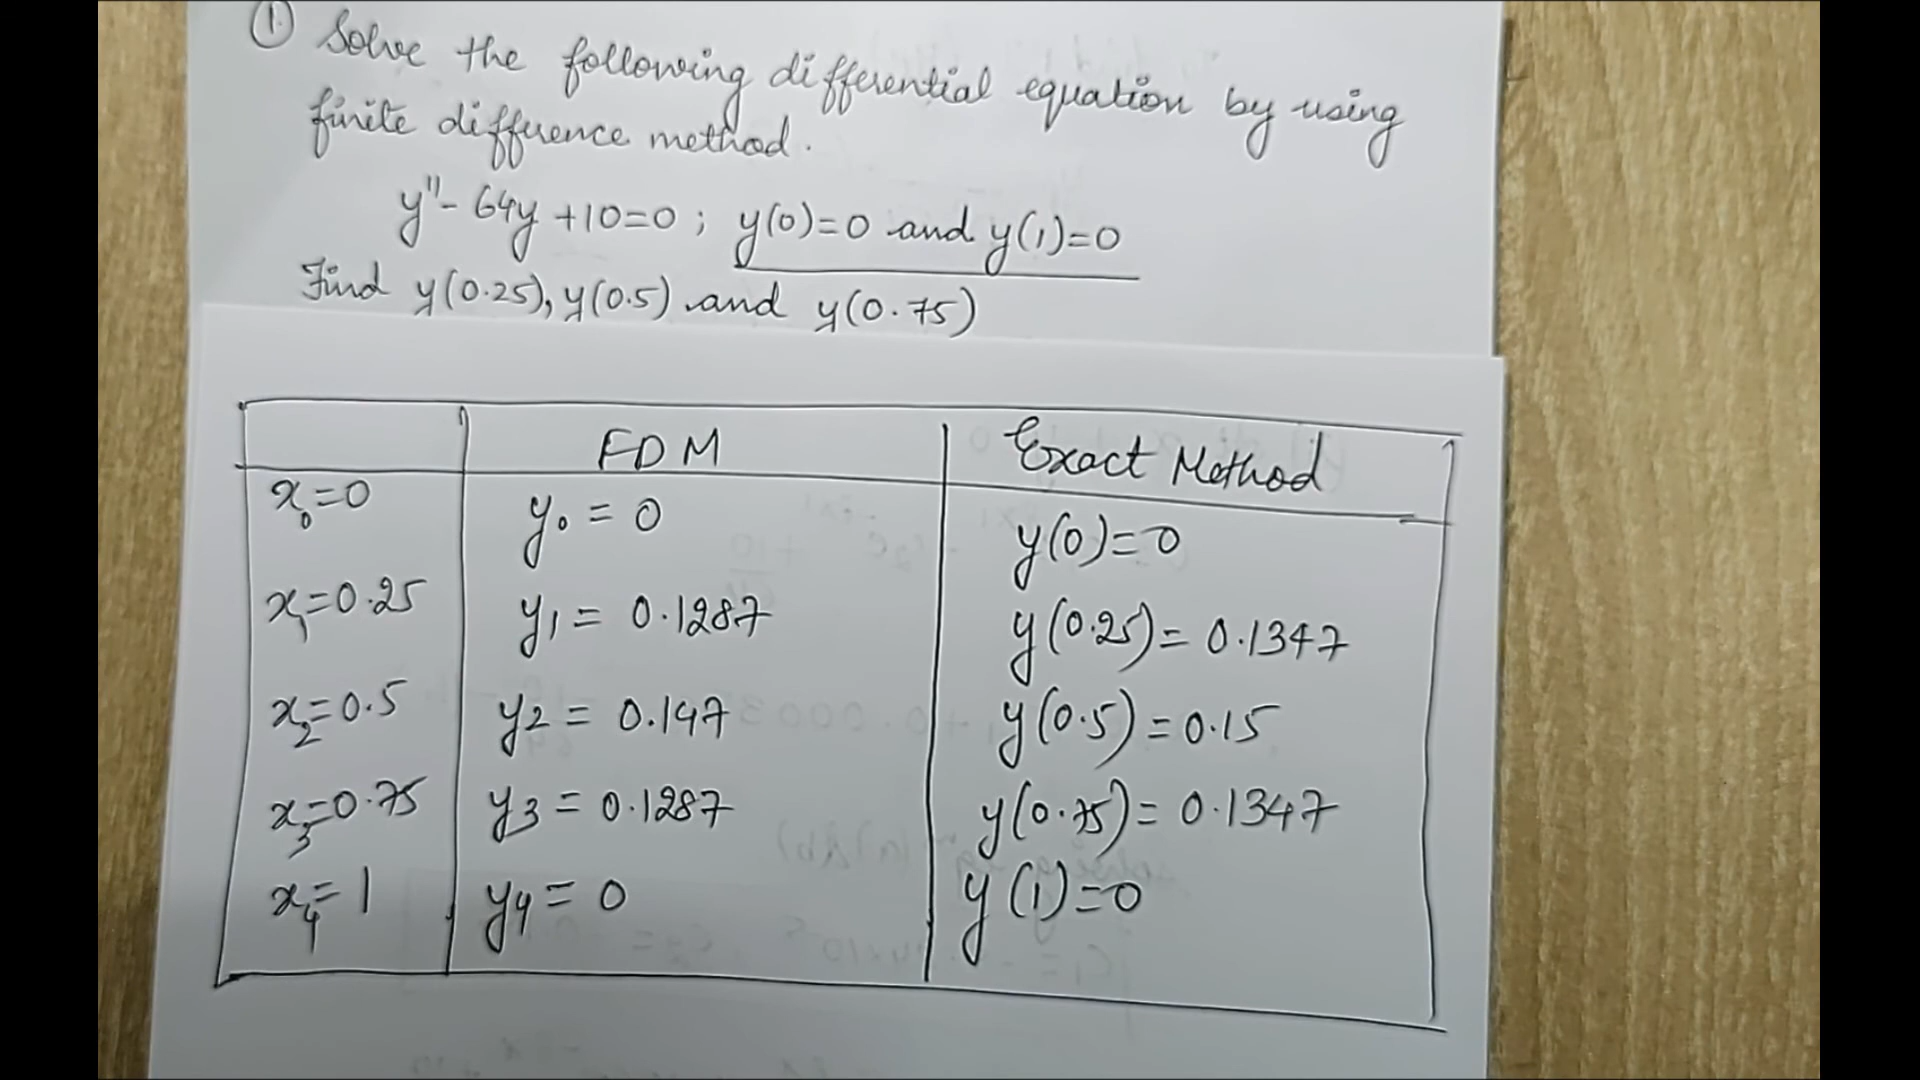 ① Solve the following differential equation by using
finite difference method.
y"- 64y +10=0 ; y(0)=0 and y(1)=0
Find y(0.25), y(0.5) and y(0.75)
FDM Exact Method
x₀=0 y₀ = 0 y(0)=0
x₁=0.25 y₁ = 0.1287 y(0.25)= 0.1347
x₂=0.5 y2 = 0.147 y(0.5)=0.15
x₃=0.75 y3 = 0.1287 y(0.75)= 0.1347
x₄=1 y4 = 0 y(1)=0